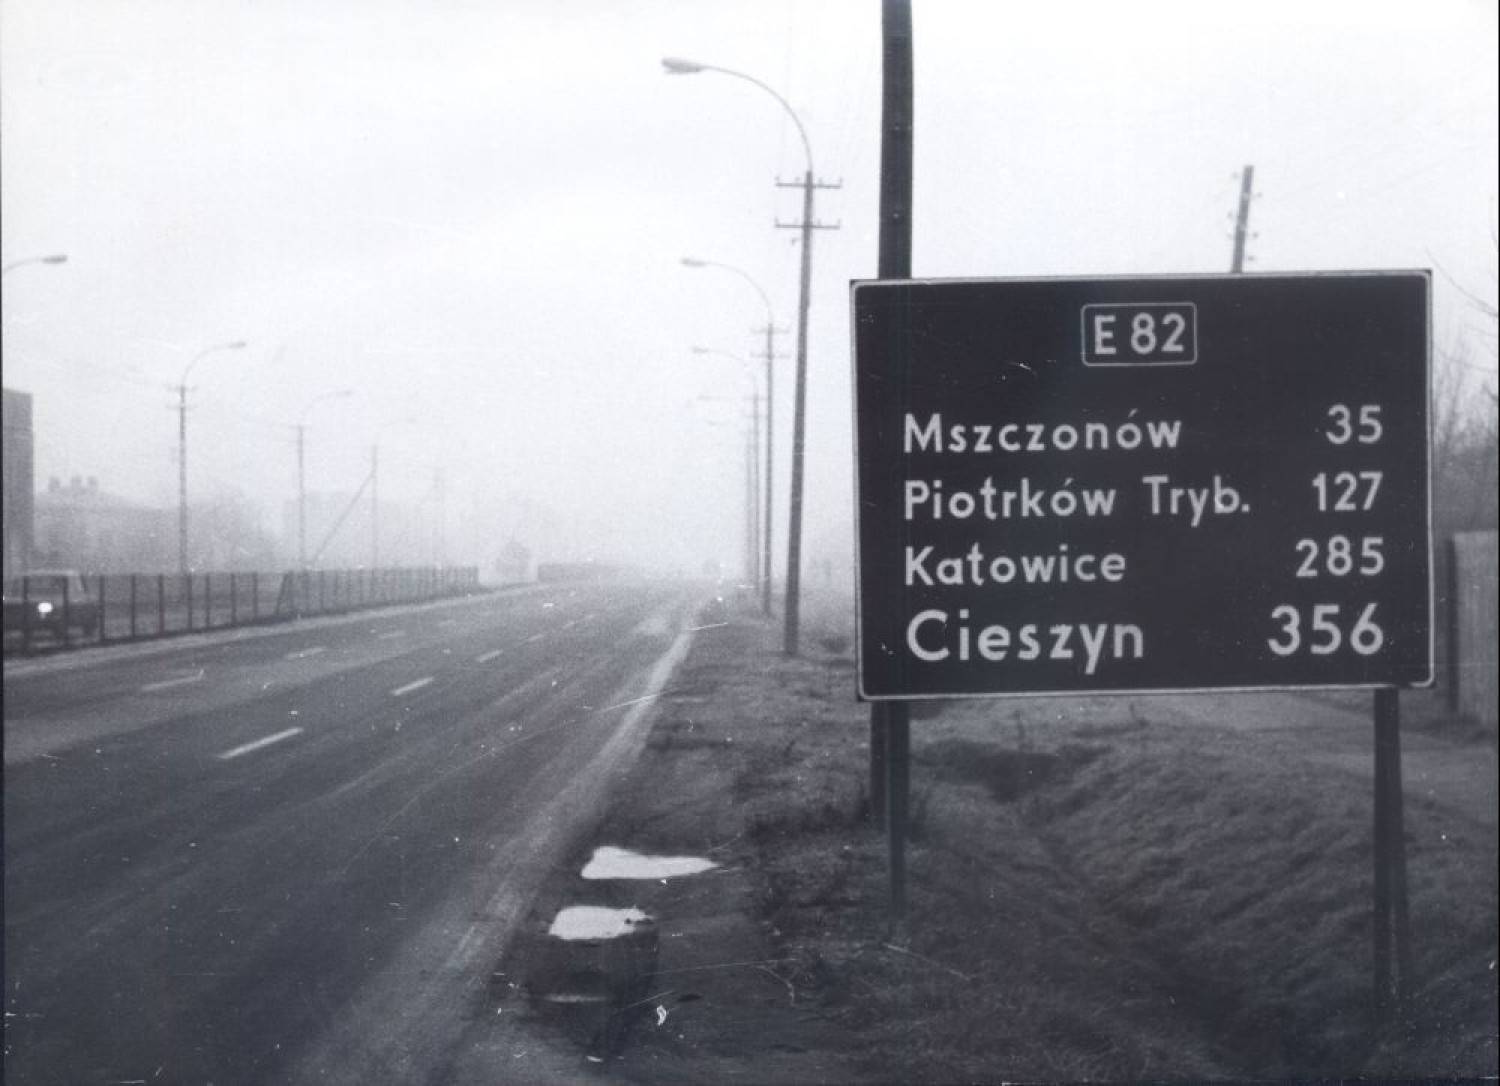 E 82
Mszczonów 35
Piotrków Tryb. 127
Katowice 285
Cieszyn 356